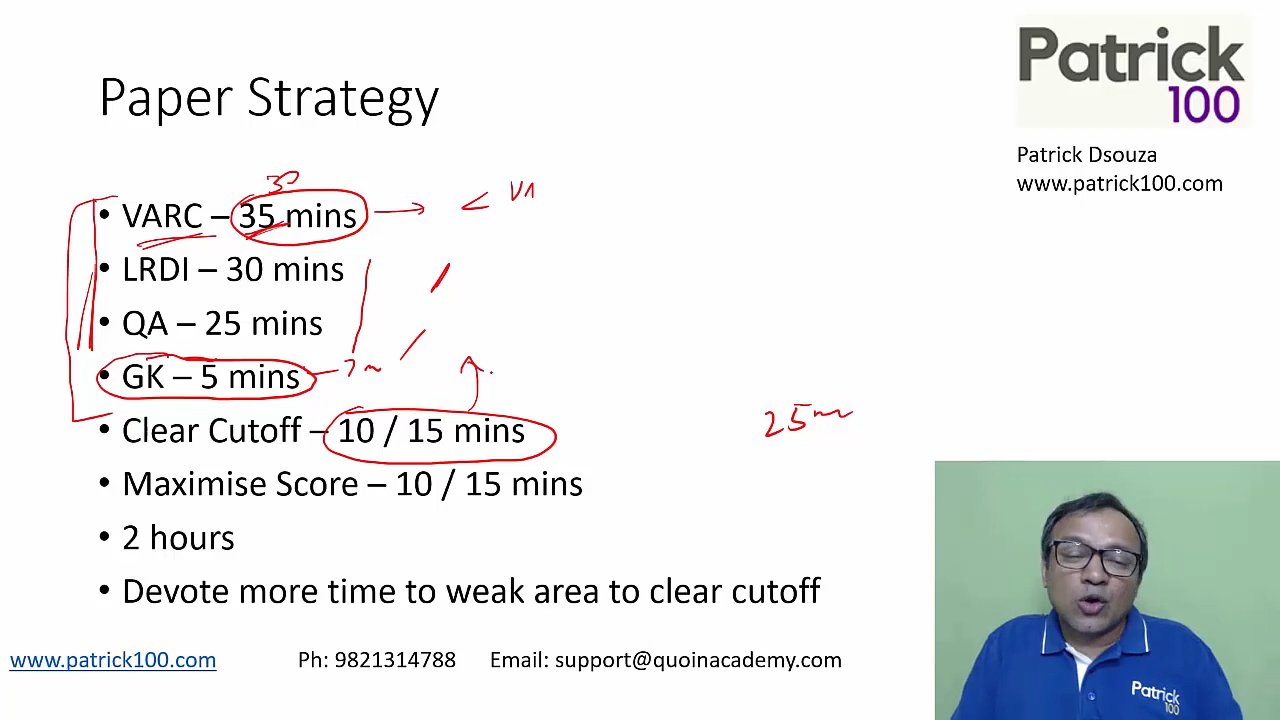 Paper Strategy
Patrick
100
Patrick Dsouza
www.patrick100.com
30
• VARC – 35 mins
< VA
• LRDI – 30 mins
• QA – 25 mins
• GK – 5 mins
• Clear Cutoff – 10 / 15 mins
25m
• Maximise Score – 10 / 15 mins
• 2 hours
• Devote more time to weak area to clear cutoff
www.patrick100.com Ph: 9821314788 Email: support@quoinacademy.com
Patrick
100